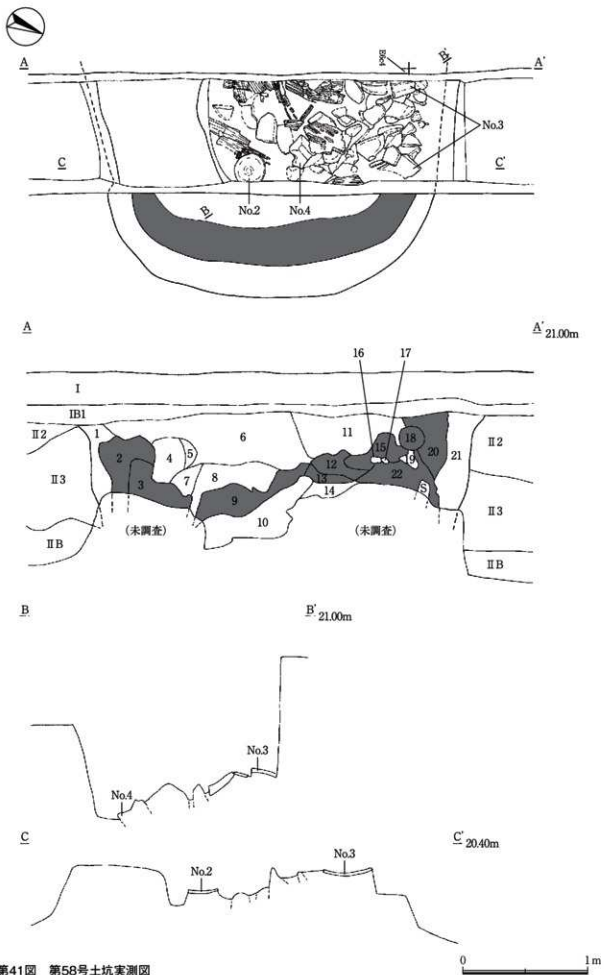 A A′
B6c4
B′
No.3
C C′
B
No.2 No.4
A A′ 21.00m
16 17
I
IB1
II2 1 6 11 18 II2
2 4 5 15 20 21
II3 3 7 8 12 19 22 II3
9 13 S
14
10
(未調査) (未調査)
IIB IIB
B B′ 21.00m
No.3
No.4
C C′ 20.40m
No.2 No.3
第41図 第58号土坑実測図
0 1m